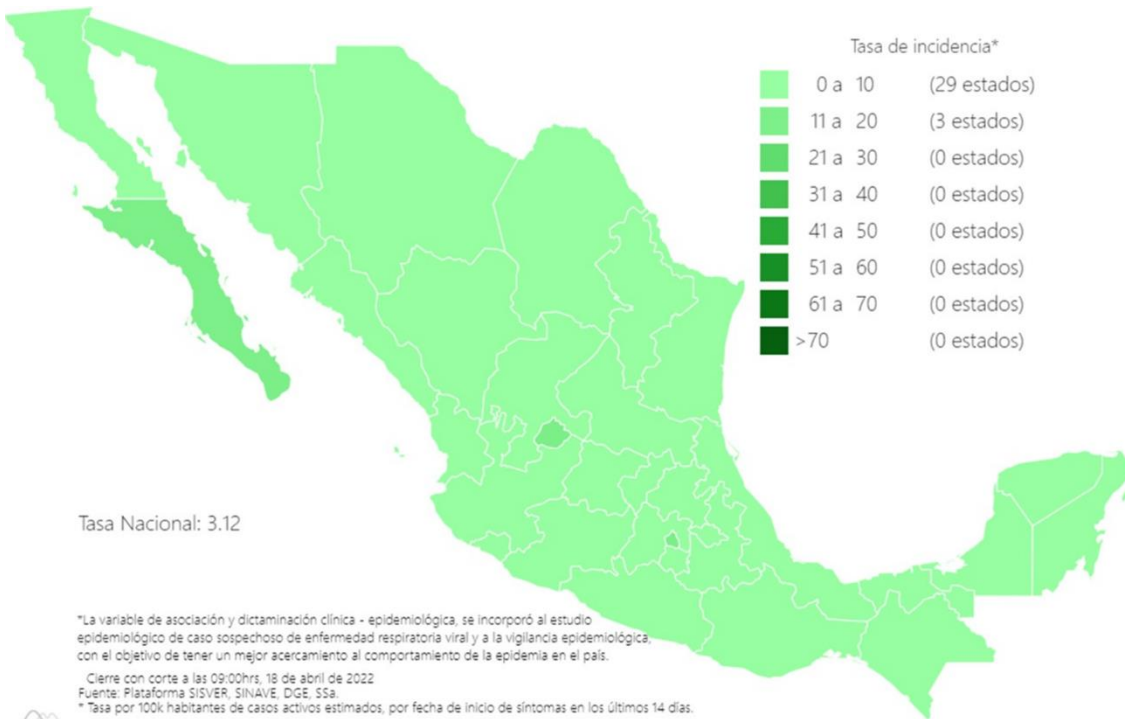 Tasa de incidencia*
0 a 10 (29 estados)
11 a 20 (3 estados)
21 a 30 (0 estados)
31 a 40 (0 estados)
41 a 50 (0 estados)
51 a 60 (0 estados)
61 a 70 (0 estados)
>70 (0 estados)
Tasa Nacional: 3.12
*La variable de asociación y dictaminación clínica - epidemiológica, se incorporó al estudio
epidemiológico de caso sospechoso de enfermedad respiratoria viral y a la vigilancia epidemiológica,
con el objetivo de tener un mejor acercamiento al comportamiento de la epidemia en el país.
Cierre con corte a las 09:00hrs, 18 de abril de 2022
Fuente: Plataforma SISVER, SINAVE, DGE, SSa.
* Tasa por 100k habitantes de casos activos estimados, por fecha de inicio de síntomas en los últimos 14 días.